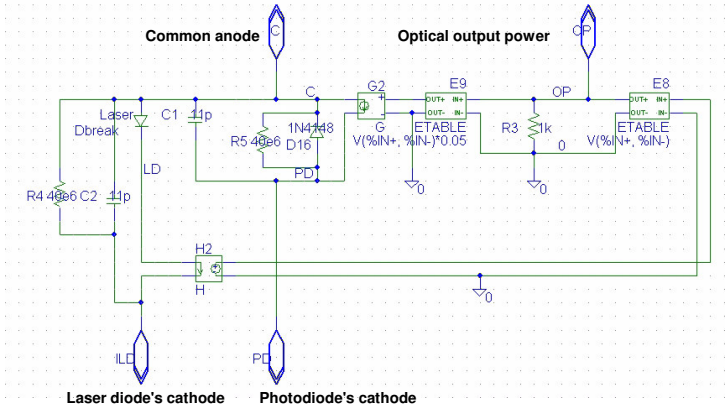 Common anode
C
Optical output power
OP
C
G2
E9
OP
E8
Laser
Dbreak
C1
11p
R5 40e6
1N4148
D16
G
OUT+ IN+
OUT- IN-
ETABLE
V(%IN+, %IN-)*0.05
R3
1k
0
OUT+ IN+
OUT- IN-
ETABLE
V(%IN+, %IN-)
LD
PD
0
0
R4 40e6
C2
11p
H2
H
0
ILD
PD
Laser diode's cathode
Photodiode's cathode